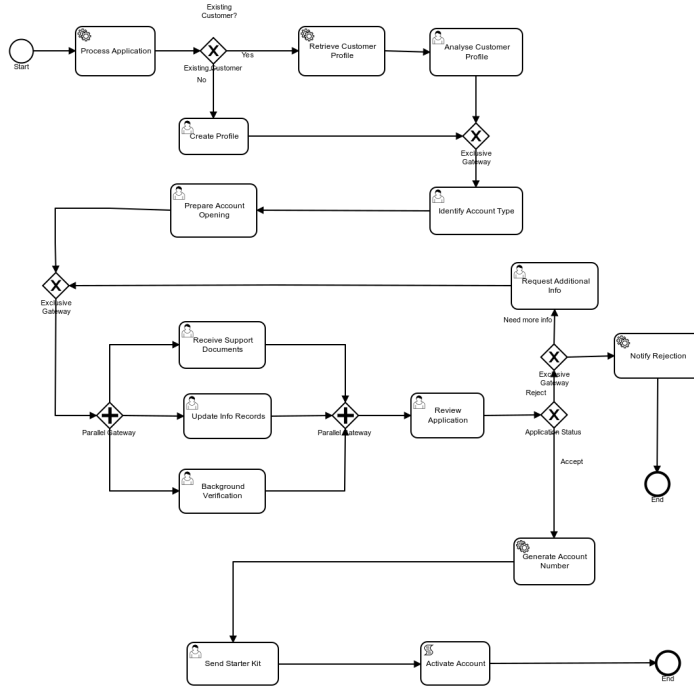 Existing
Customer?
Process Application
Retrieve Customer
Profile
Analyse Customer
Profile
Start
Yes
Existing Customer
No
Create Profile
Exclusive
Gateway
Prepare Account
Opening
Identify Account Type
Request Additional
Info
Exclusive
Gateway
Need more info
Receive Support
Documents
Notify Rejection
Exclusive
Gateway
Reject
Update Info Records
Review
Application
Parallel Gateway
Parallel Gateway
Application Status
Accept
Background
Verification
End
Generate Account
Number
Send Starter Kit
Activate Account
End